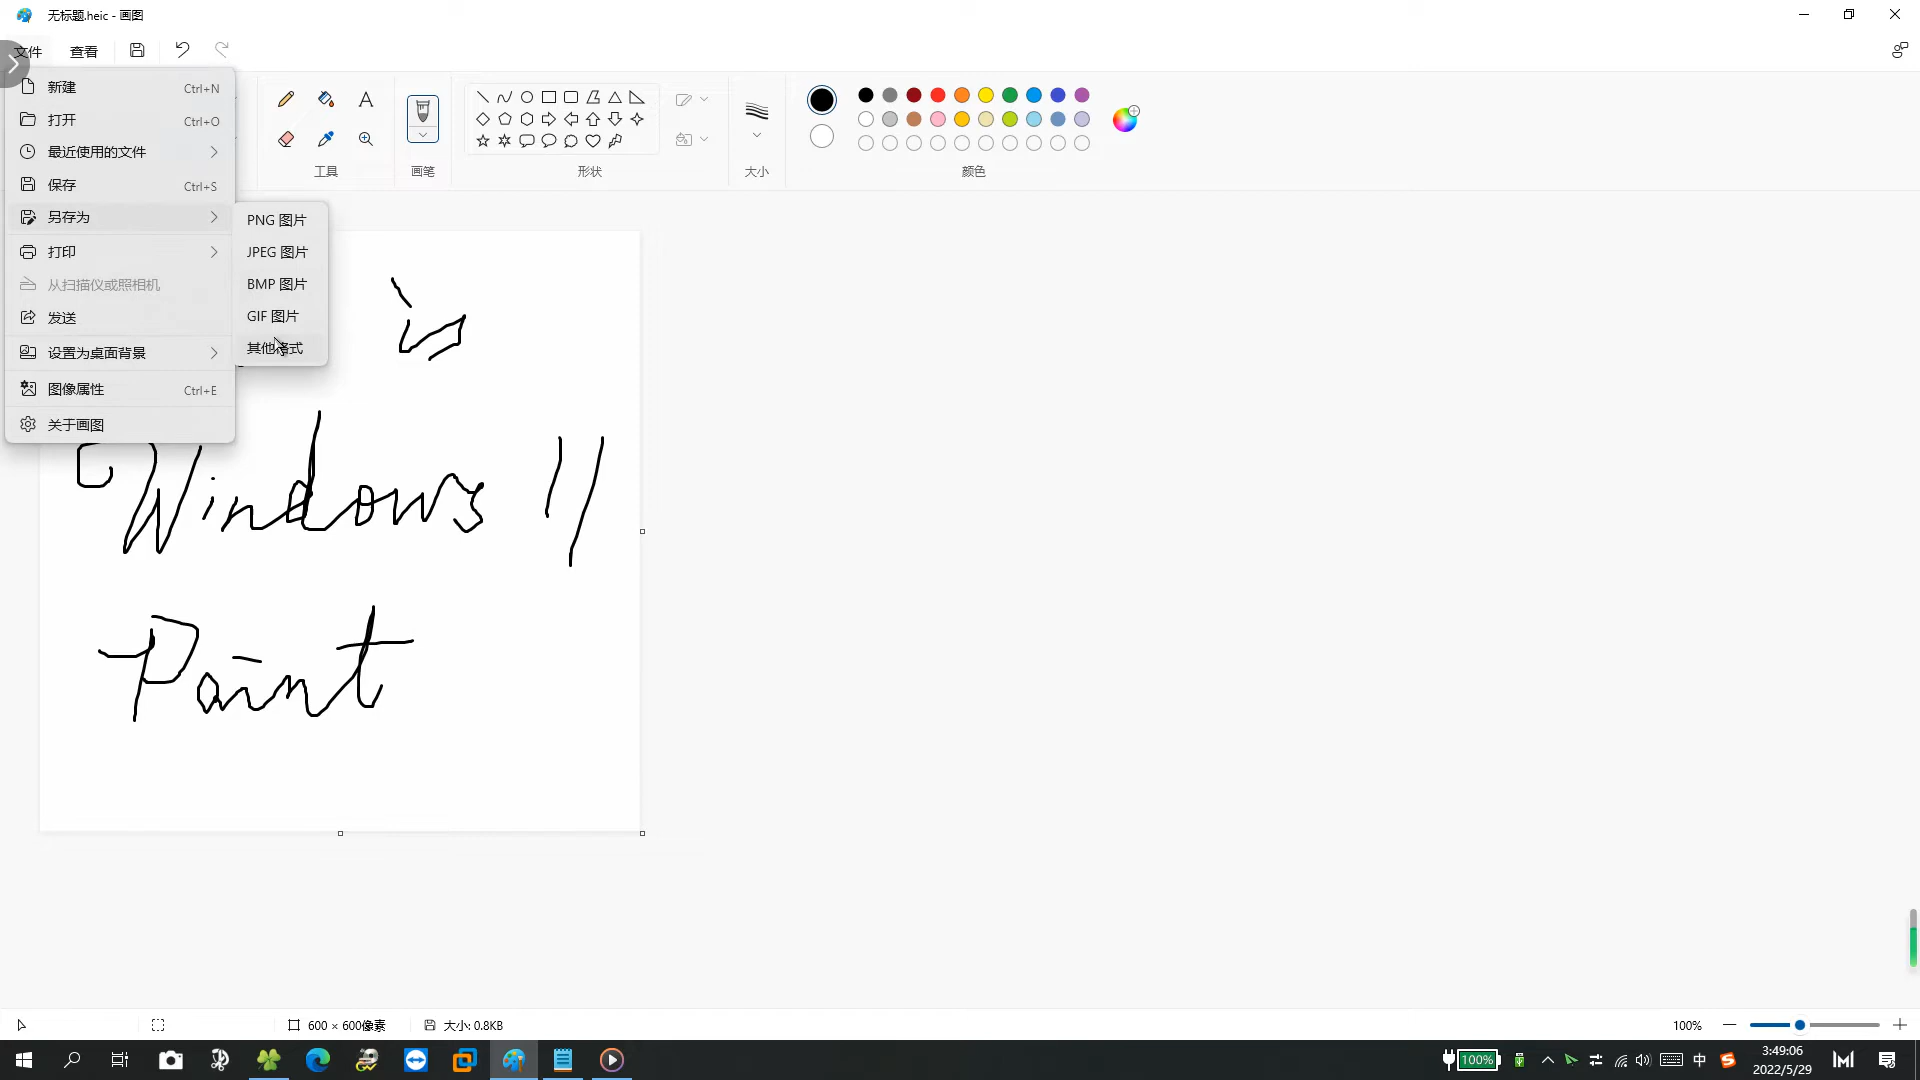 无标题.heic - 画图
文件 查看
新建 Ctrl+N
打开 Ctrl+O
最近使用的文件
保存 Ctrl+S
另存为
打印
从扫描仪或照相机
发送
设置为桌面背景
图像属性 Ctrl+E
关于画图
PNG 图片
JPEG 图片
BMP 图片
GIF 图片
其他格式
工具 画笔 形状 大小 颜色
is
Windows 11
Paint
600 × 600像素 大小: 0.8KB 100%
100% 中 3:49:06
2022/5/29